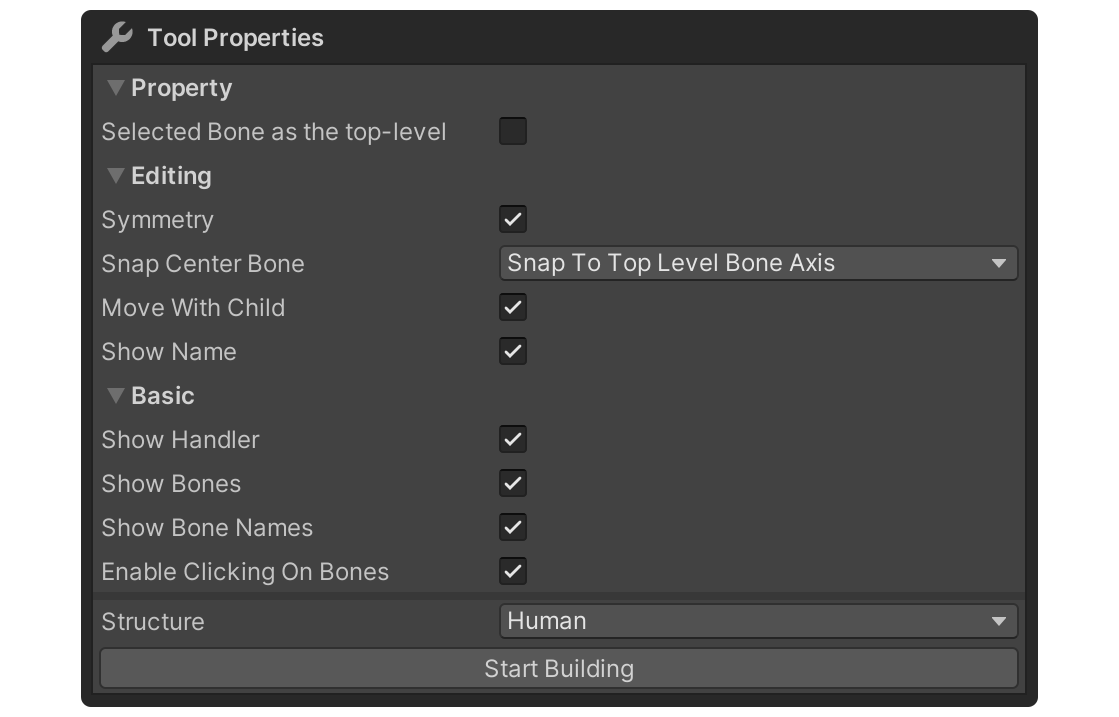 Tool Properties
Property
Selected Bone as the top-level
Editing
Symmetry
Snap Center Bone Snap To Top Level Bone Axis
Move With Child
Show Name
Basic
Show Handler
Show Bones
Show Bone Names
Enable Clicking On Bones
Structure Human
Start Building